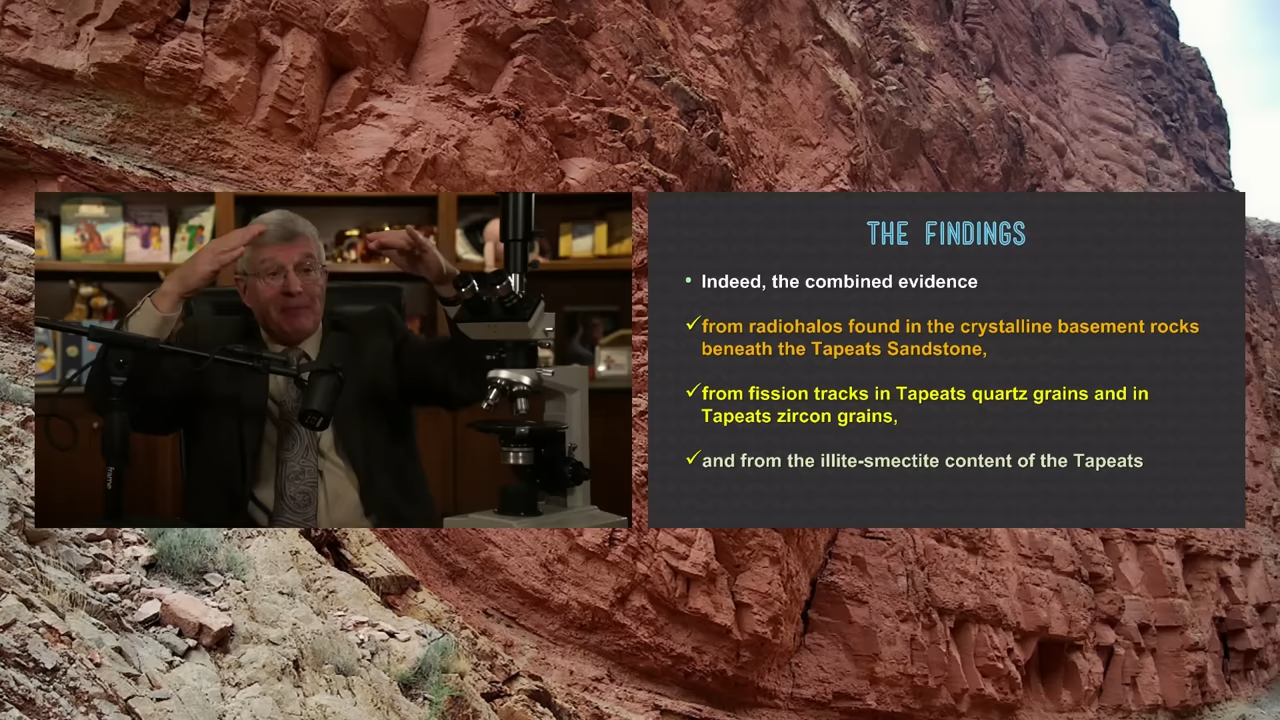 THE FINDINGS
• Indeed, the combined evidence
✓from radiohalos found in the crystalline basement rocks
beneath the Tapeats Sandstone,
✓from fission tracks in Tapeats quartz grains and in
Tapeats zircon grains,
✓and from the illite-smectite content of the Tapeats
frame